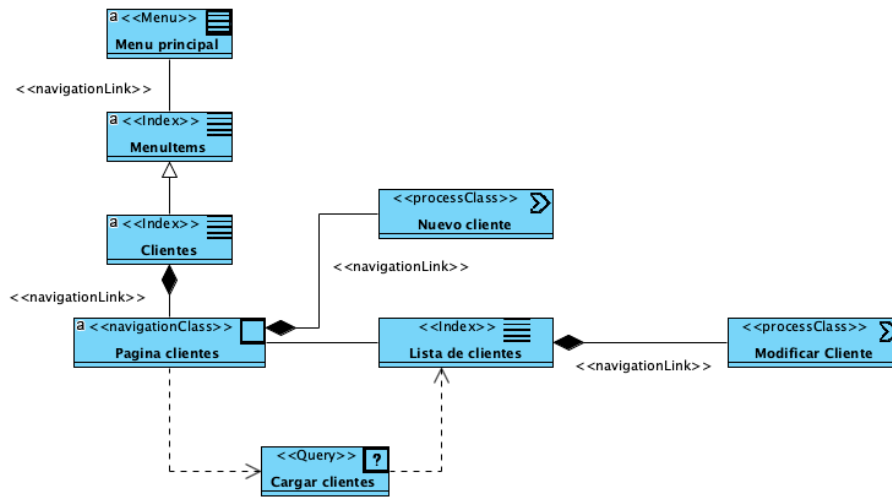 a <<Menu>>
Menu principal
<<navigationLink>>
a <<Index>>
MenuItems
a <<Index>>
Clientes
<<processClass>>
Nuevo cliente
<<navigationLink>>
<<navigationLink>>
a <<navigationClass>>
Pagina clientes
<<Index>>
Lista de clientes
<<processClass>>
Modificar Cliente
<<navigationLink>>
<<Query>> ?
Cargar clientes